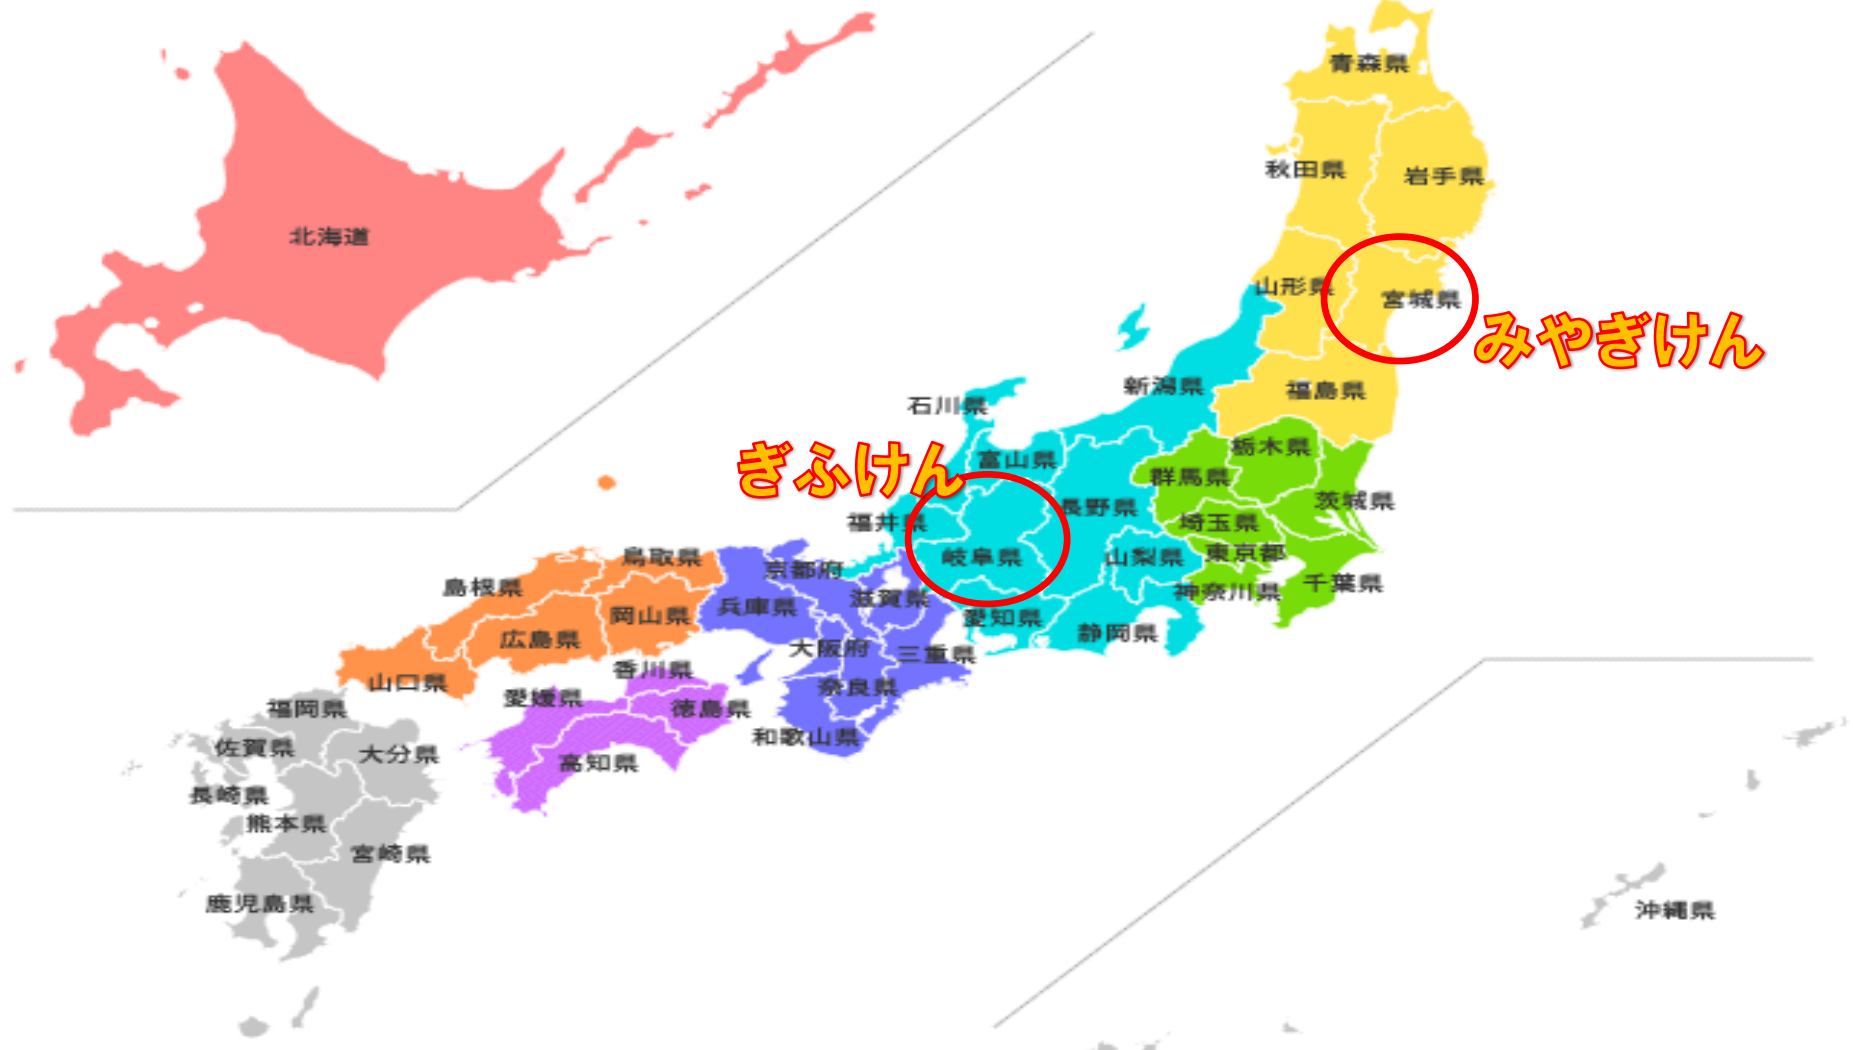 北海道
青森県
秋田県
岩手県
山形県
宮城県
みやぎけん
新潟県
福島県
石川県
ぎふけん
富山県
栃木県
群馬県
長野県
茨城県
福井県
埼玉県
岐阜県
山梨県
東京都
千葉県
神奈川県
愛知県
静岡県
鳥取県
京都府
島根県
兵庫県
滋賀県
岡山県
広島県
大阪府
三重県
山口県
香川県
奈良県
愛媛県
徳島県
和歌山県
高知県
福岡県
佐賀県
大分県
長崎県
熊本県
宮崎県
鹿児島県
沖縄県